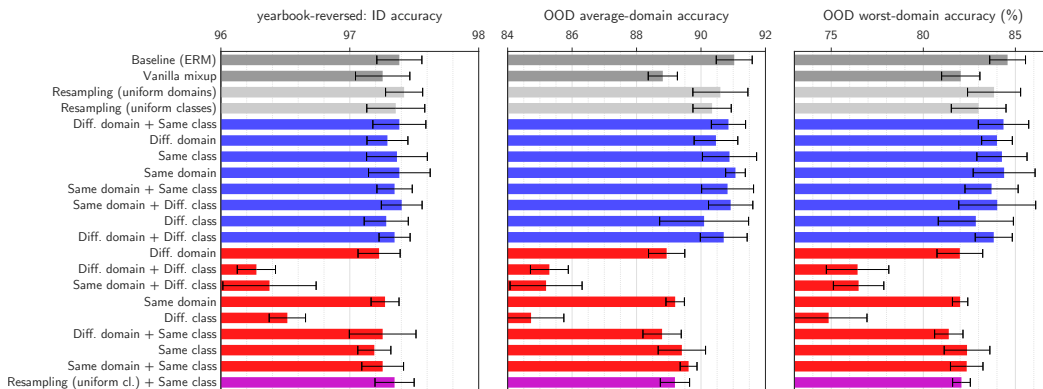 yearbook-reversed: ID accuracy OOD average-domain accuracy OOD worst-domain accuracy (%)
96 97 98 84 86 88 90 92 75 80 85
Baseline (ERM)
Vanilla mixup
Resampling (uniform domains)
Resampling (uniform classes)
Diff. domain + Same class
Diff. domain
Same class
Same domain
Same domain + Same class
Same domain + Diff. class
Diff. class
Diff. domain + Diff. class
Diff. domain
Diff. domain + Diff. class
Same domain + Diff. class
Same domain
Diff. class
Diff. domain + Same class
Same class
Same domain + Same class
Resampling (uniform cl.) + Same class